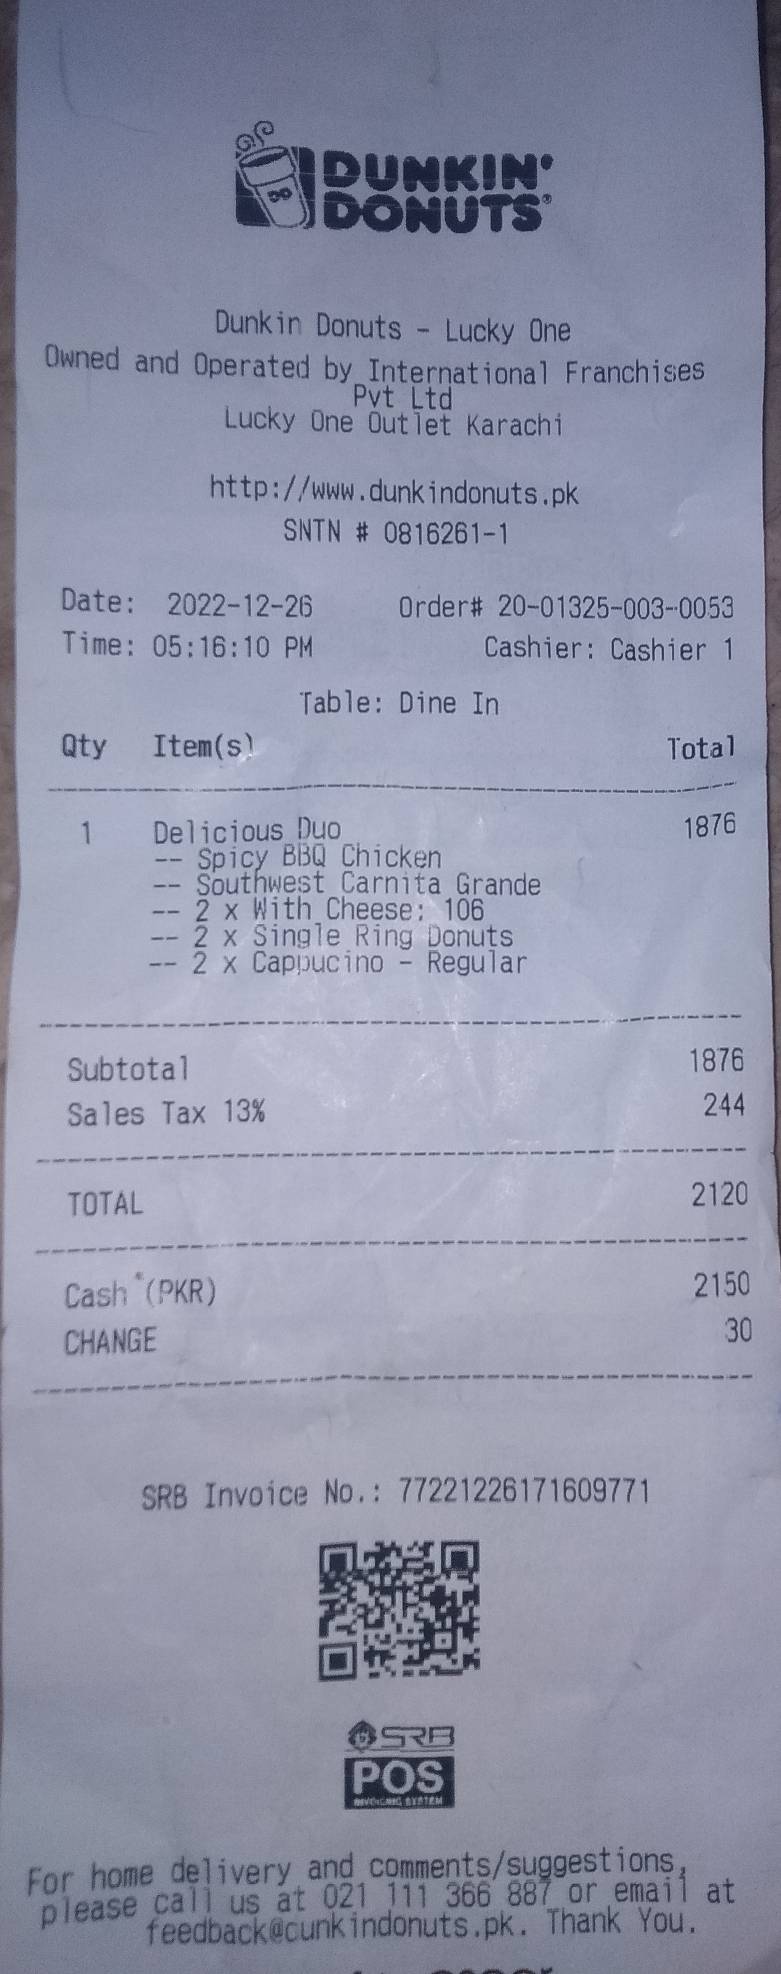 DUNKIN'
DONUTS®
Dunkin Donuts - Lucky One
Owned and Operated by International Franchises
Pvt Ltd
Lucky One Outlet Karachi
http://www.dunkindonuts.pk
SNTN # 0816261-1
Date: 2022-12-26 Order# 20-01325-003-0053
Time: 05:16:10 PM Cashier: Cashier 1
Table: Dine In
Qty Item(s) Total
1 Delicious Duo 1876
-- Spicy BBQ Chicken
-- Southwest Carnita Grande
-- 2 x With Cheese: 106
-- 2 x Single Ring Donuts
-- 2 x Cappucino - Regular
Subtotal 1876
Sales Tax 13% 244
TOTAL 2120
Cash (PKR) 2150
CHANGE 30
SRB Invoice No.: 77221226171609771
SRB
POS
INVOICING SYSTEM
For home delivery and comments/suggestions,
please call us at 021 111 366 887 or email at
feedback@cunkindonuts.pk. Thank You.